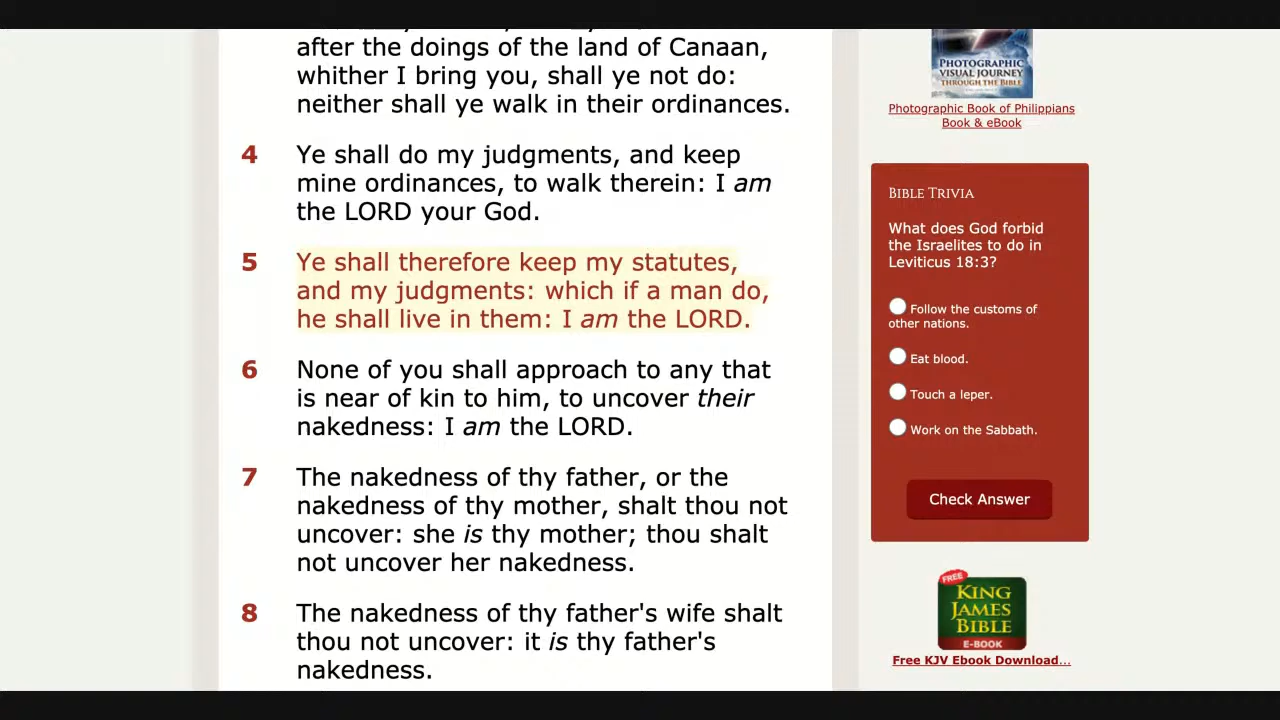 after the doings of the land of Canaan,
whither I bring you, shall ye not do:
neither shall ye walk in their ordinances.
4 Ye shall do my judgments, and keep
mine ordinances, to walk therein: I am
the LORD your God.
5 Ye shall therefore keep my statutes,
and my judgments: which if a man do,
he shall live in them: I am the LORD.
6 None of you shall approach to any that
is near of kin to him, to uncover their
nakedness: I am the LORD.
7 The nakedness of thy father, or the
nakedness of thy mother, shalt thou not
uncover: she is thy mother; thou shalt
not uncover her nakedness.
8 The nakedness of thy father's wife shalt
thou not uncover: it is thy father's
nakedness.
PHOTOGRAPHIC
VISUAL JOURNEY
THROUGH THE BIBLE
Photographic Book of Philippians
Book & eBook
BIBLE TRIVIA
What does God forbid
the Israelites to do in
Leviticus 18:3?
Follow the customs of
other nations.
Eat blood.
Touch a leper.
Work on the Sabbath.
Check Answer
FREE
KING
JAMES
BIBLE
E-BOOK
Free KJV Ebook Download...